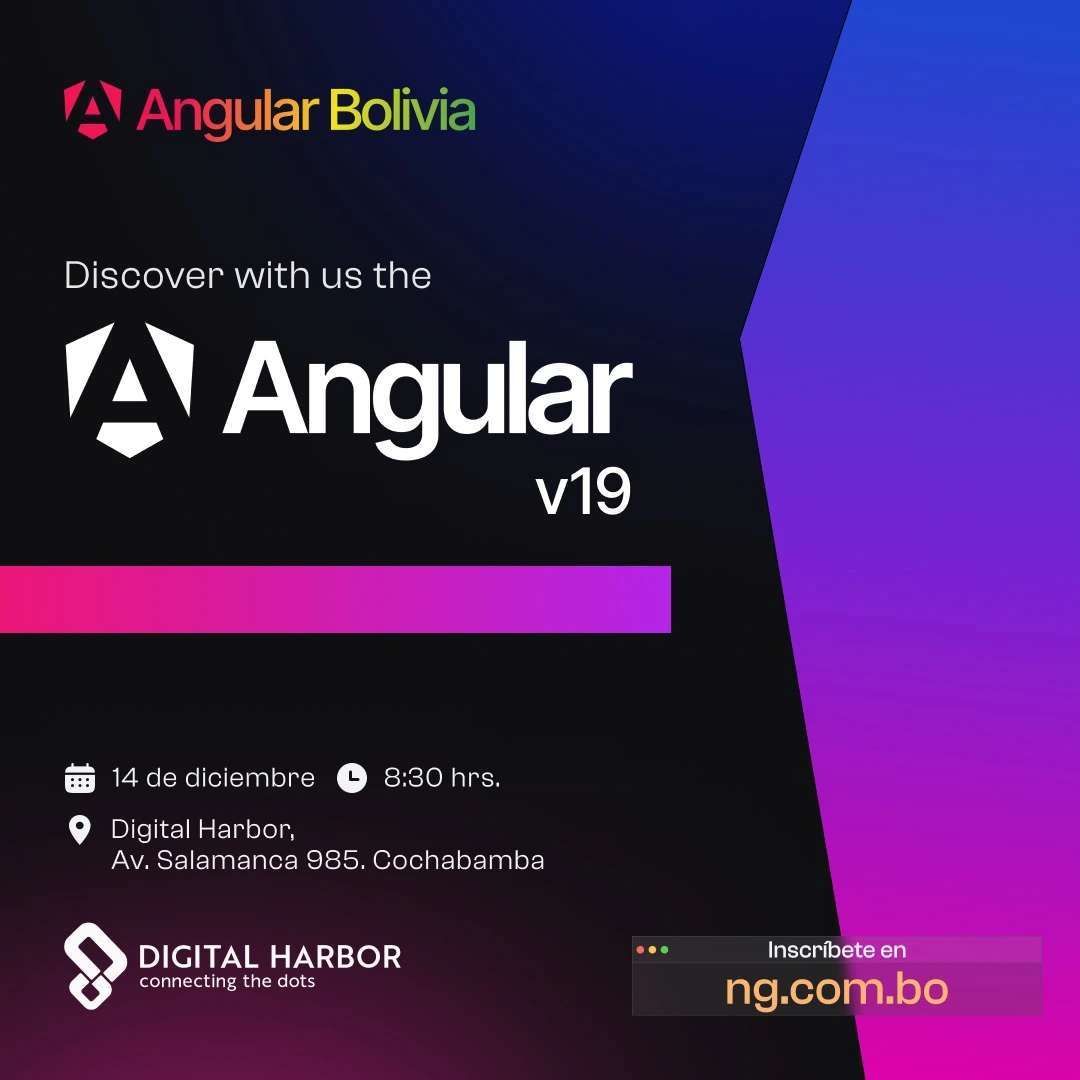 Angular Bolivia
Discover with us the
Angular
v19
14 de diciembre 8:30 hrs.
Digital Harbor,
Av. Salamanca 985. Cochabamba
DIGITAL HARBOR
connecting the dots
Inscríbete en
ng.com.bo